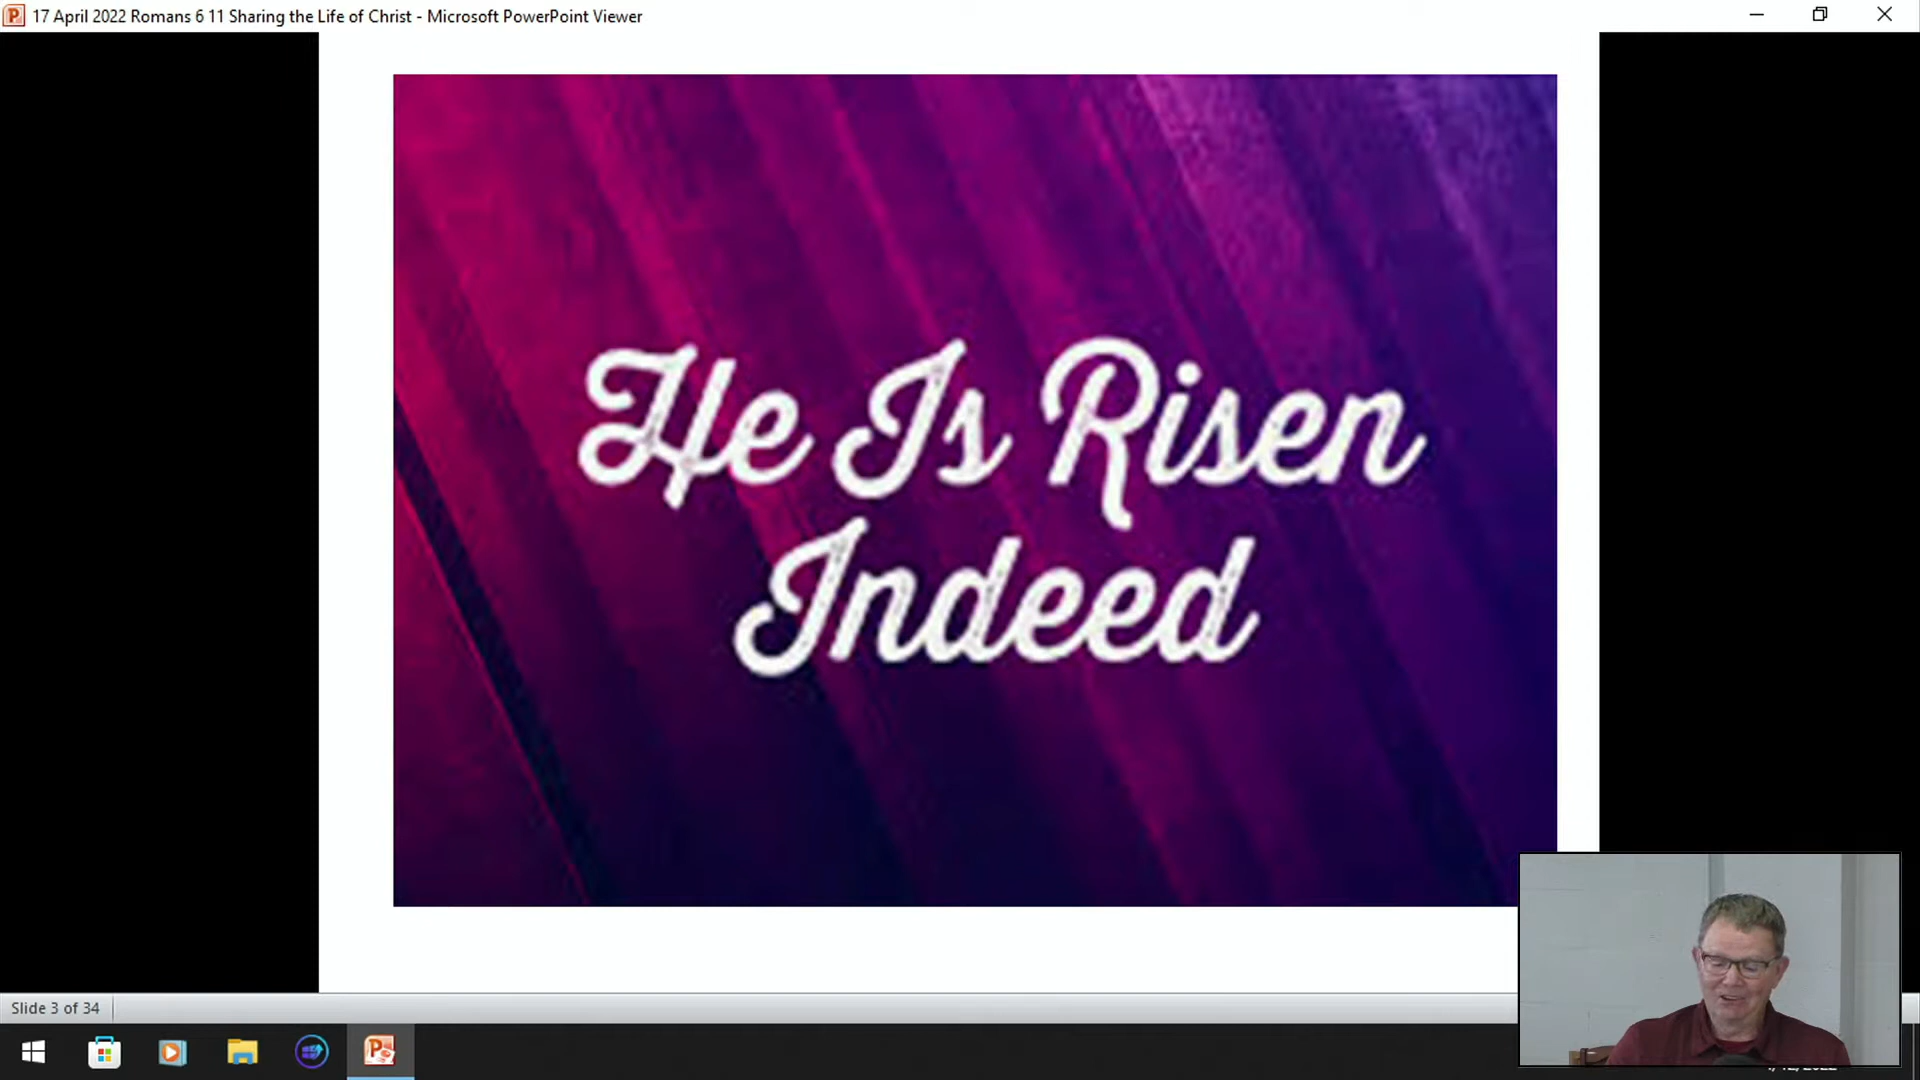 17 April 2022 Romans 6 11 Sharing the Life of Christ - Microsoft PowerPoint Viewer
He Is Risen
Indeed
Slide 3 of 34